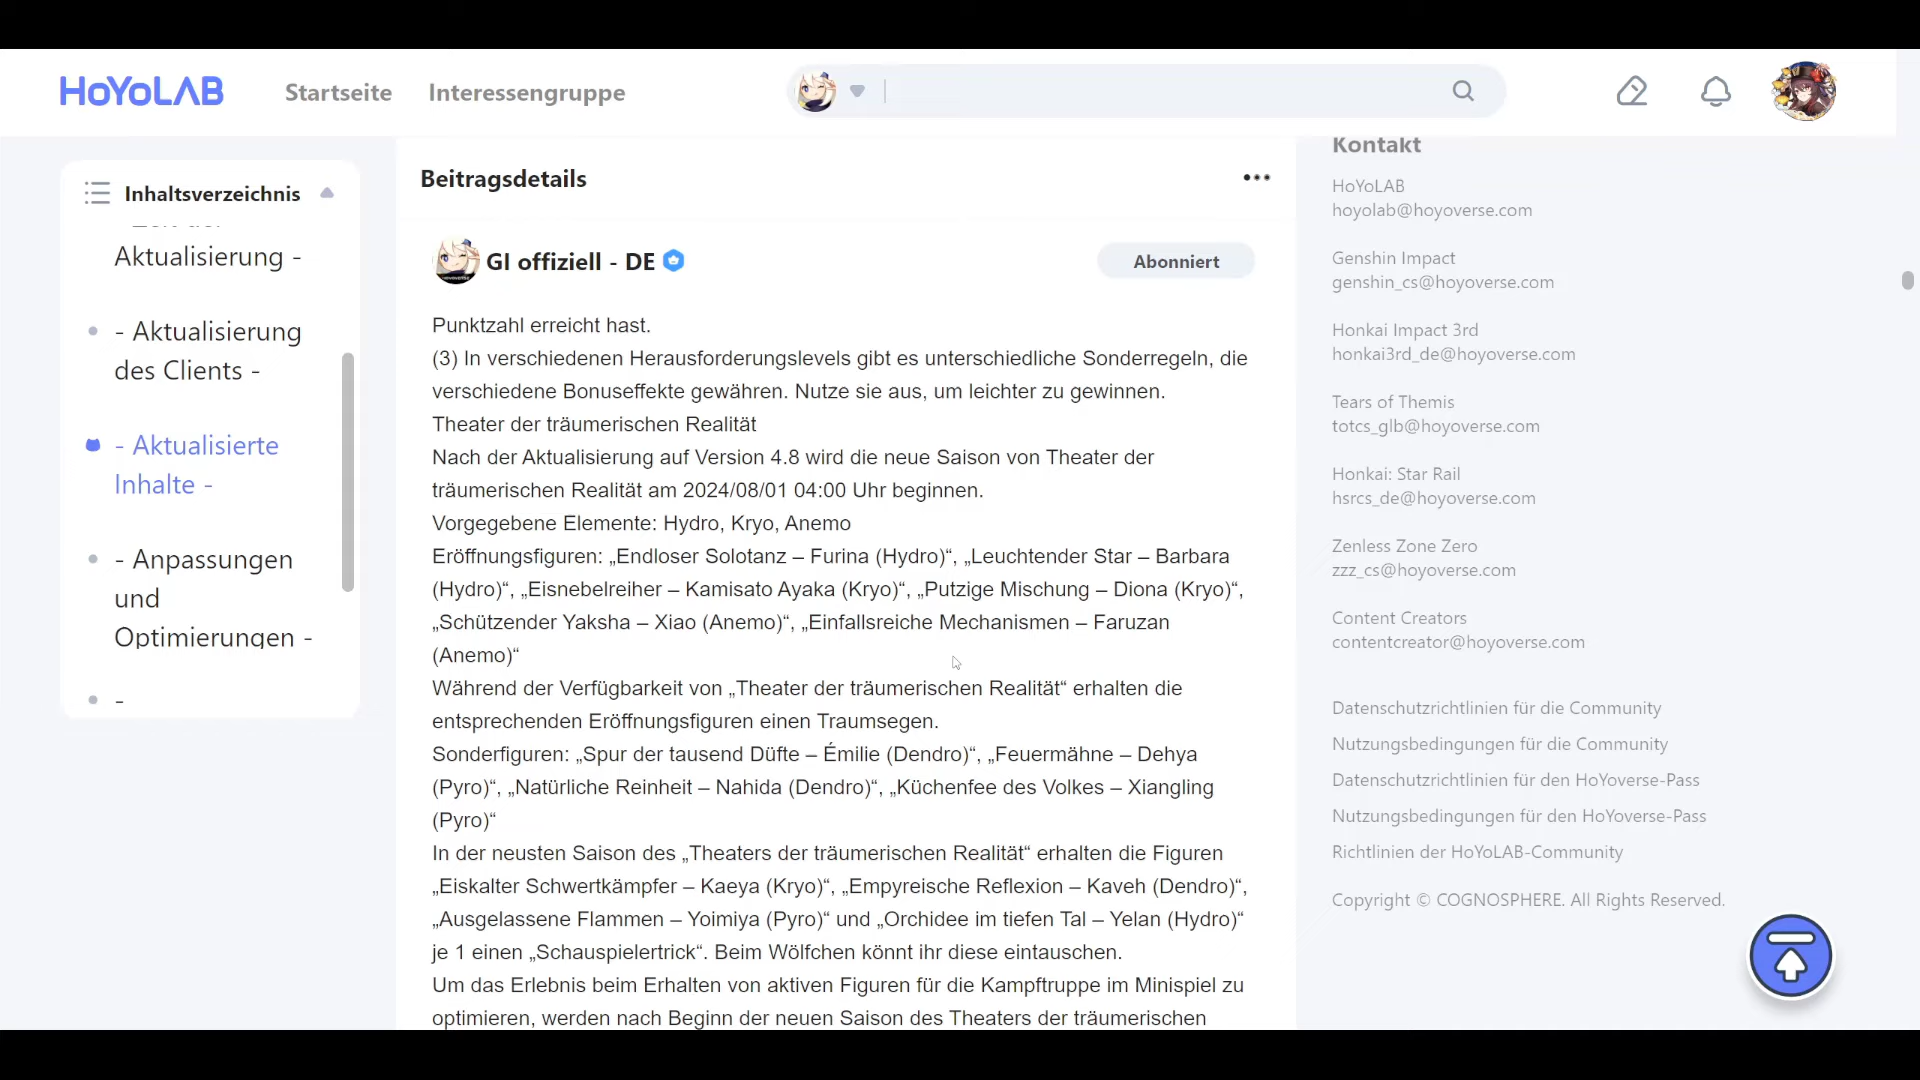 HoYoLAB
Startseite
Interessengruppe
Inhaltsverzeichnis
Aktualisierung -
- Aktualisierung
des Clients -
- Aktualisierte
Inhalte -
- Anpassungen
und
Optimierungen -
-
Beitragsdetails
GI offiziell - DE
Abonniert
Punktzahl erreicht hast.
(3) In verschiedenen Herausforderungslevels gibt es unterschiedliche Sonderregeln, die
verschiedene Bonuseffekte gewähren. Nutze sie aus, um leichter zu gewinnen.
Theater der träumerischen Realität
Nach der Aktualisierung auf Version 4.8 wird die neue Saison von Theater der
träumerischen Realität am 2024/08/01 04:00 Uhr beginnen.
Vorgegebene Elemente: Hydro, Kryo, Anemo
Eröffnungsfiguren: „Endloser Solotanz – Furina (Hydro)“, „Leuchtender Star – Barbara
(Hydro)“, „Eisnebelreiher – Kamisato Ayaka (Kryo)“, „Putzige Mischung – Diona (Kryo)“,
„Schützender Yaksha – Xiao (Anemo)“, „Einfallsreiche Mechanismen – Faruzan
(Anemo)“
Während der Verfügbarkeit von „Theater der träumerischen Realität“ erhalten die
entsprechenden Eröffnungsfiguren einen Traumsegen.
Sonderfiguren: „Spur der tausend Düfte – Émilie (Dendro)“, „Feuermähne – Dehya
(Pyro)“, „Natürliche Reinheit – Nahida (Dendro)“, „Küchenfee des Volkes – Xiangling
(Pyro)“
In der neusten Saison des „Theaters der träumerischen Realität“ erhalten die Figuren
„Eiskalter Schwertkämpfer – Kaeya (Kryo)“, „Empyreische Reflexion – Kaveh (Dendro)“,
„Ausgelassene Flammen – Yoimiya (Pyro)“ und „Orchidee im tiefen Tal – Yelan (Hydro)“
je 1 einen „Schauspielertrick“. Beim Wölfchen könnt ihr diese eintauschen.
Um das Erlebnis beim Erhalten von aktiven Figuren für die Kampftruppe im Minispiel zu
optimieren, werden nach Beginn der neuen Saison des Theaters der träumerischen
Kontakt
HoYoLAB
hoyolab@hoyoverse.com
Genshin Impact
genshin_cs@hoyoverse.com
Honkai Impact 3rd
honkai3rd_de@hoyoverse.com
Tears of Themis
totcs_glb@hoyoverse.com
Honkai: Star Rail
hsrcs_de@hoyoverse.com
Zenless Zone Zero
zzz_cs@hoyoverse.com
Content Creators
contentcreator@hoyoverse.com
Datenschutzrichtlinien für die Community
Nutzungsbedingungen für die Community
Datenschutzrichtlinien für den HoYoverse-Pass
Nutzungsbedingungen für den HoYoverse-Pass
Richtlinien der HoYoLAB-Community
Copyright © COGNOSPHERE. All Rights Reserved.